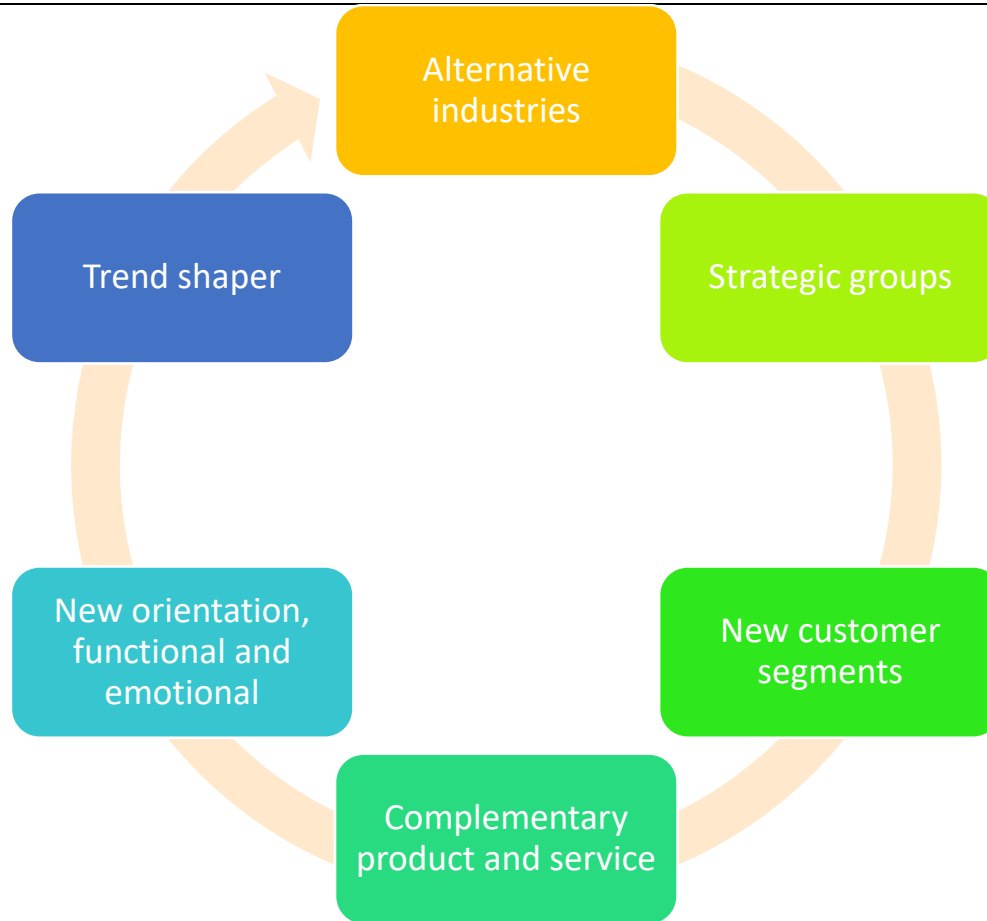 Alternative
industries
Strategic groups
New customer
segments
Complementary
product and service
New orientation,
functional and
emotional
Trend shaper